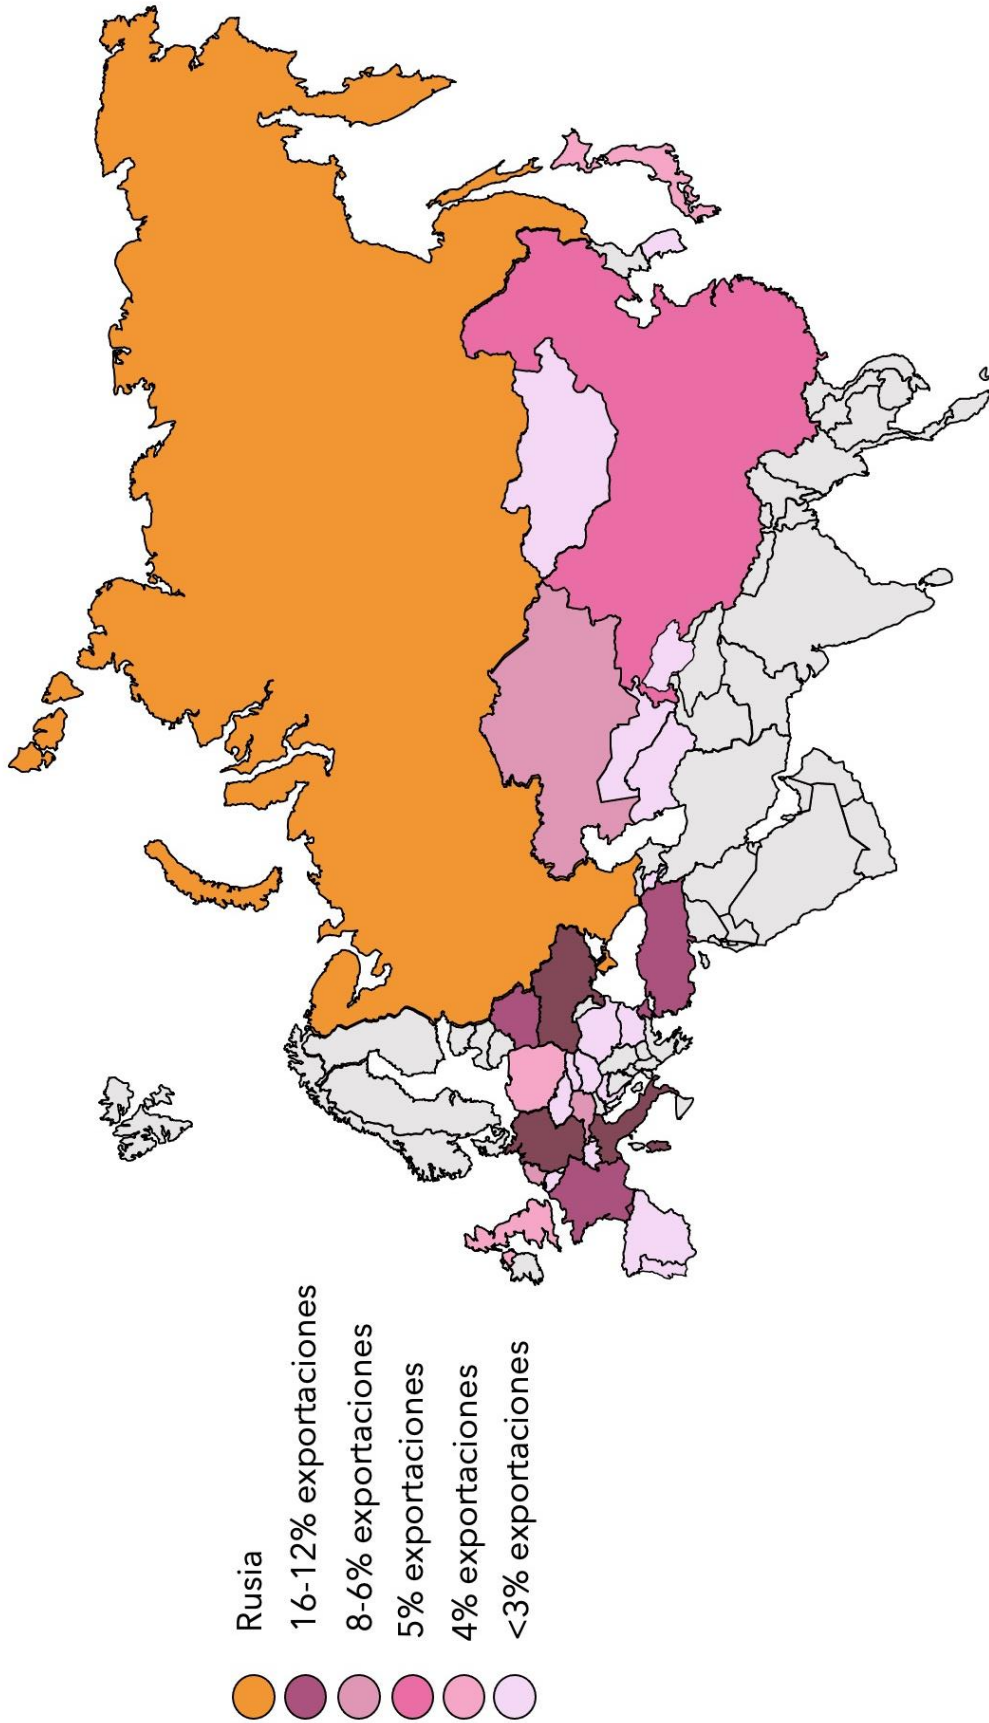 Rusia
16-12% exportaciones
8-6% exportaciones
5% exportaciones
4% exportaciones
<3% exportaciones